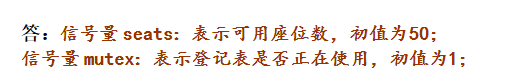 答：信号量seats: 表示可用座位数，初值为50；
信号量mutex: 表示登记表是否正在使用，初值为1；